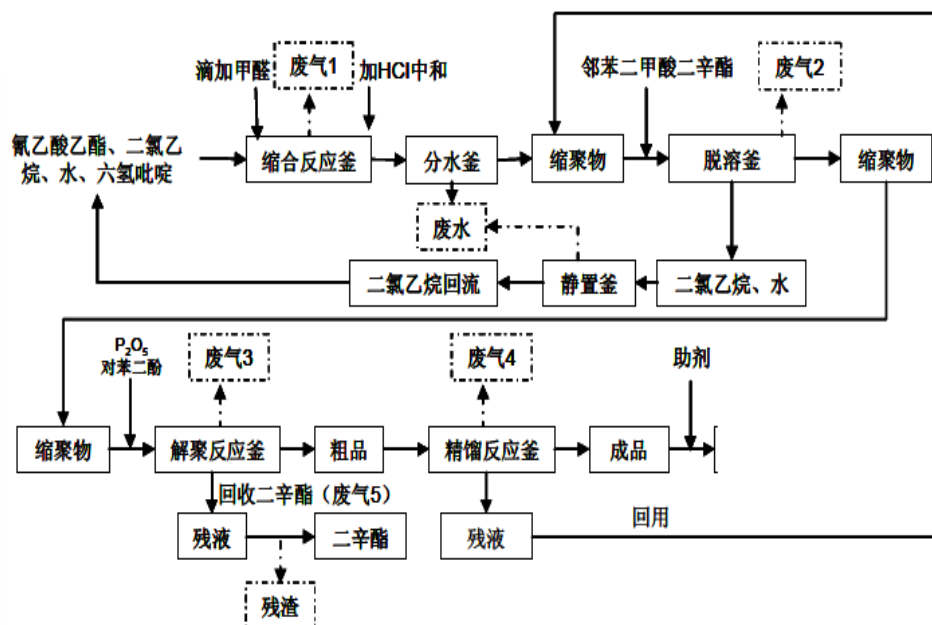 滴加甲醛
废气1
加HCl中和
邻苯二甲酸二辛酯
废气2
氰乙酸乙酯、二氯乙
烷、水、六氢吡啶
缩合反应釜
分水釜
缩聚物
脱溶釜
缩聚物
废水
二氯乙烷回流
静置釜
二氯乙烷、水
P₂O₅
对苯二酚
废气3
废气4
助剂
缩聚物
解聚反应釜
粗品
精馏反应釜
成品
回收二辛酯（废气5）
残液
二辛酯
残液
回用
残渣